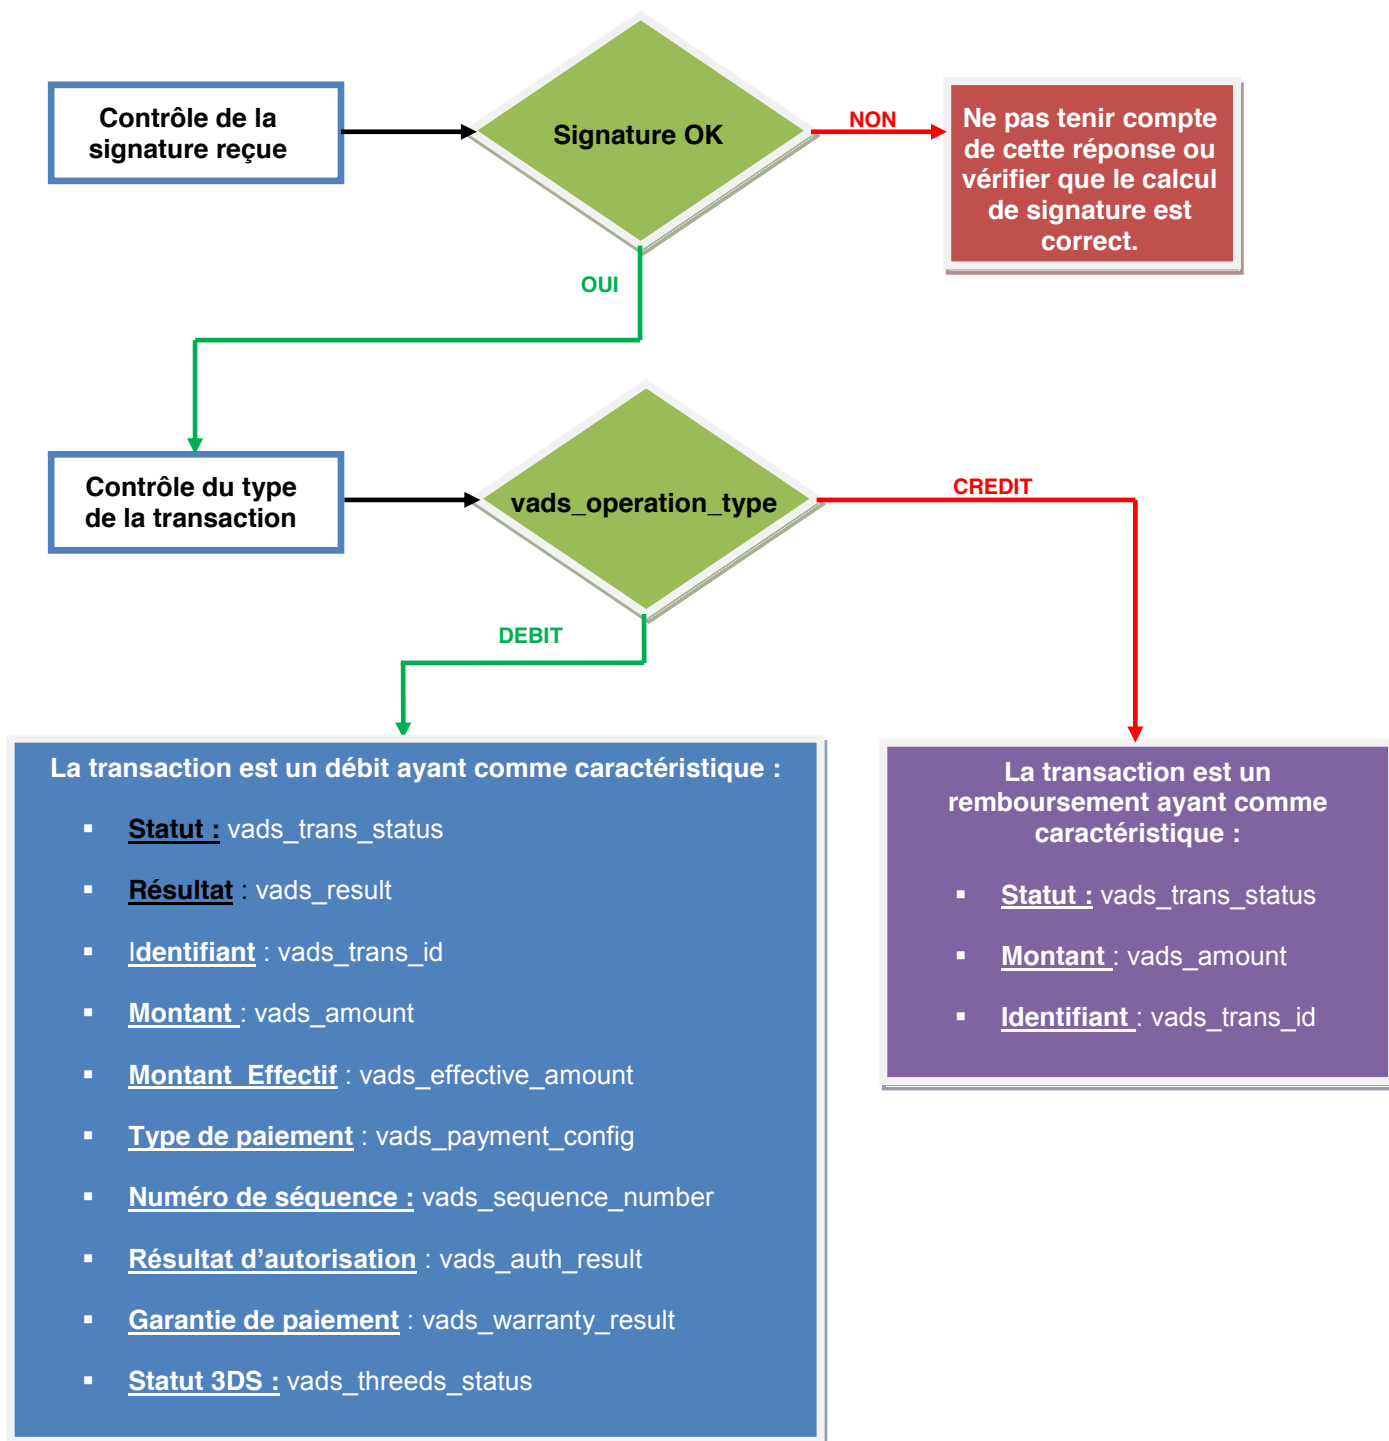 Contrôle de la
signature reçue
Signature OK
NON
Ne pas tenir compte
de cette réponse ou
vérifier que le calcul
de signature est
correct.
OUI
Contrôle du type
de la transaction
vads_operation_type
CREDIT
DEBIT
La transaction est un débit ayant comme caractéristique :
▪ Statut : vads_trans_status
▪ Résultat : vads_result
▪ Identifiant : vads_trans_id
▪ Montant : vads_amount
▪ Montant Effectif : vads_effective_amount
▪ Type de paiement : vads_payment_config
▪ Numéro de séquence : vads_sequence_number
▪ Résultat d’autorisation : vads_auth_result
▪ Garantie de paiement : vads_warranty_result
▪ Statut 3DS : vads_threeds_status
La transaction est un
remboursement ayant comme
caractéristique :
▪ Statut : vads_trans_status
▪ Montant : vads_amount
▪ Identifiant : vads_trans_id